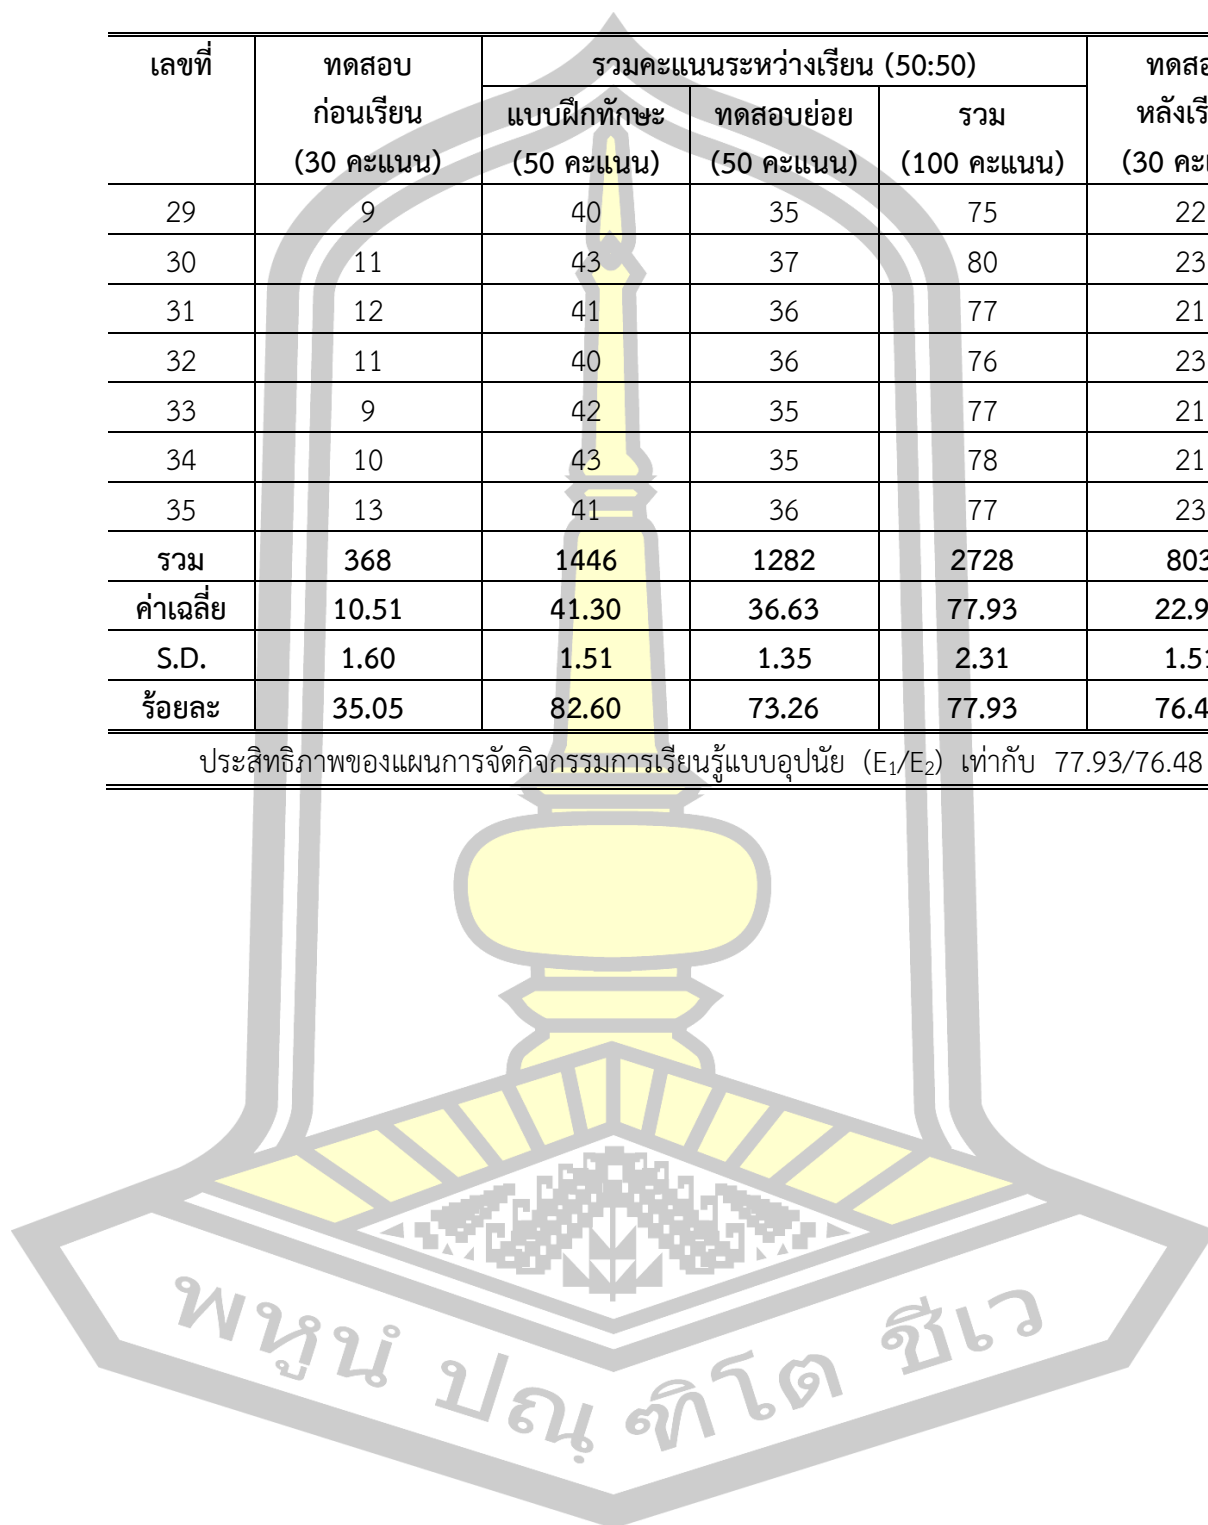 เลขที่ ทดสอบ รวมคะแนนระหว่างเรียน (50:50)
ก่อนเรียน แบบฝึกทักษะ ทดสอบย่อย รวม
(30 คะแนน) (50 คะแนน) (50 คะแนน) (100 คะแนน) (30
29 9 40 35 75 22
30 11 43 37 80 23
31 12 41 36 77 21
32 11 40 36 76 23
33 9 42 35 77 21
34 10 43 35 78 21
35 13 41 36 77 23
รวม 368 1446 1282 2728 803
ค่าเฉลี่ย 10.51 41.30 36.63 77.93 22.9
S.D. 1.60 1.51 1.35 2.31 1.51
ร้อยละ 35.05 82.60 73.26 77.93 76.4
ประสิทธิภาพของแผนการจัดกิจกรรมการเรียนรู้แบบอุปนัย (E1/E2) เท่ากับ 77.93/76.48
พหูนํ ปณฺฑิโต ชีเว